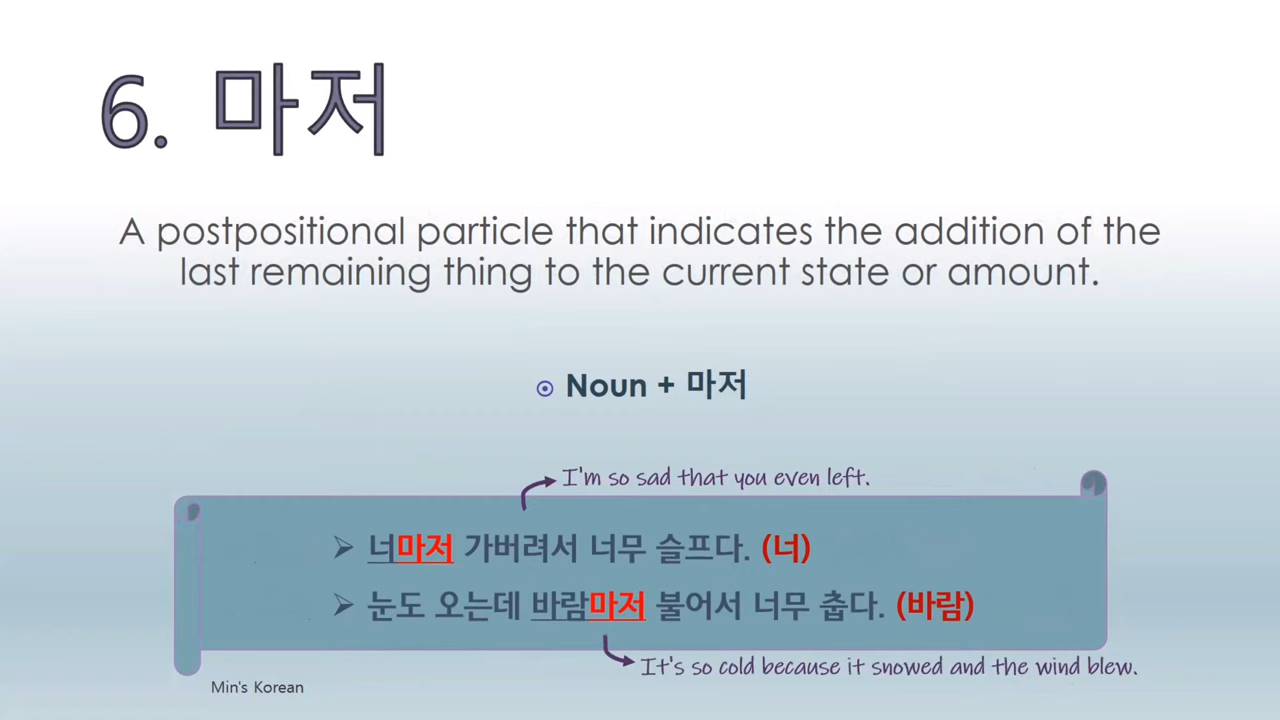 6. 마저
A postpositional particle that indicates the addition of the
last remaining thing to the current state or amount.
Noun + 마저
I'm so sad that you even left.
너마저 가버려서 너무 슬프다. (너)
눈도 오는데 바람마저 불어서 너무 춥다. (바람)
It's so cold because it snowed and the wind blew.
Min's Korean